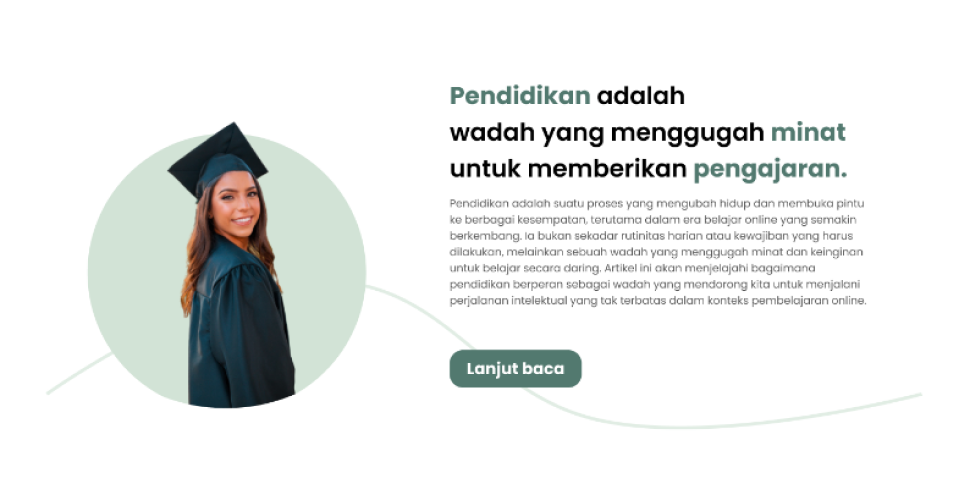 Pendidikan adalah
wadah yang menggugah minat
untuk memberikan pengajaran.
Pendidikan adalah suatu proses yang mengubah hidup dan membuka pintu
ke berbagai kesempatan, terutama dalam era belajar online yang semakin
berkembang. Ia bukan sekadar rutinitas harian atau kewajiban yang harus
dilakukan, melainkan sebuah wadah yang menggugah minat dan keinginan
untuk belajar secara daring. Artikel ini akan menjelajahi bagaimana
pendidikan berperan sebagai wadah yang mendorong kita untuk menjalani
perjalanan intelektual yang tak terbatas dalam konteks pembelajaran online.
Lanjut baca